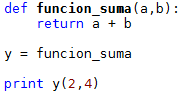 def funcion_suma(a,b):
    return a + b
y = funcion_suma
print y(2,4)